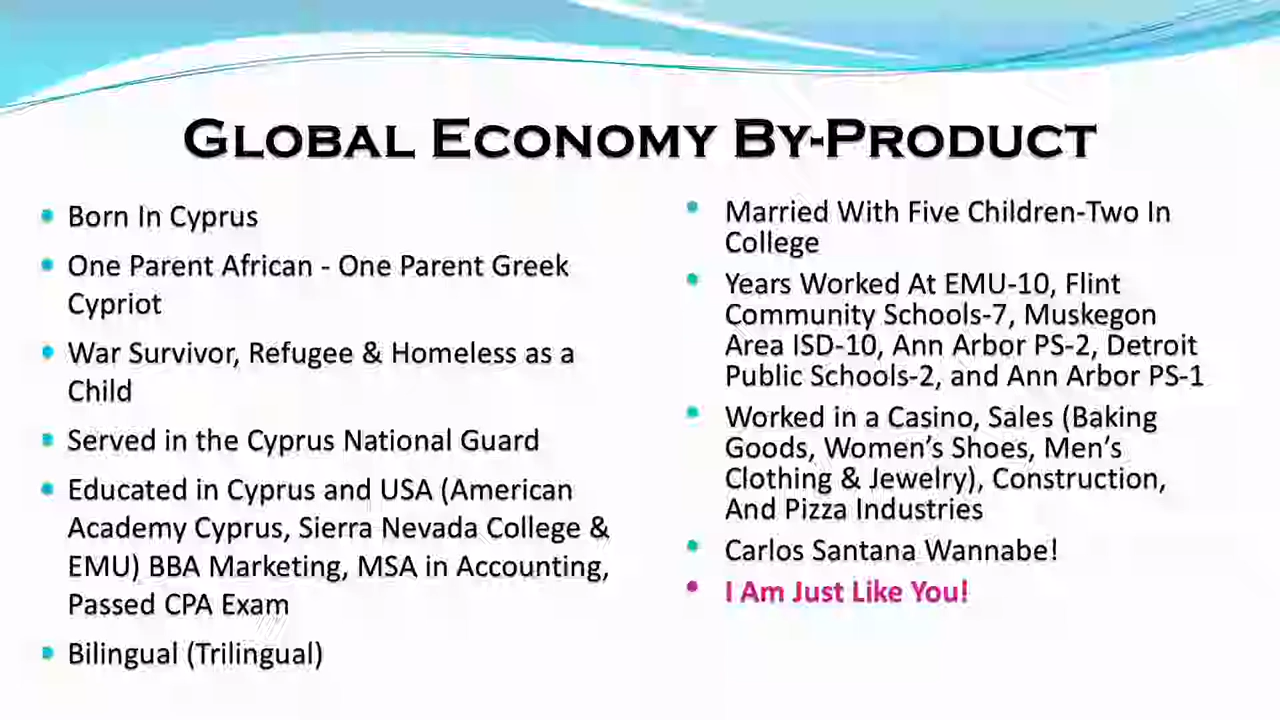 Global Economy By-Product
Born In Cyprus
One Parent African - One Parent Greek
Cypriot
War Survivor, Refugee & Homeless as a
Child
Served in the Cyprus National Guard
Educated in Cyprus and USA (American
Academy Cyprus, Sierra Nevada College &
EMU) BBA Marketing, MSA in Accounting,
Passed CPA Exam
Bilingual (Trilingual)
Married With Five Children-Two In
College
Years Worked At EMU-10, Flint
Community Schools-7, Muskegon
Area ISD-10, Ann Arbor PS-2, Detroit
Public Schools-2, and Ann Arbor PS-1
Worked in a Casino, Sales (Baking
Goods, Women's Shoes, Men's
Clothing & Jewelry), Construction,
And Pizza Industries
Carlos Santana Wannabe!
I Am Just Like You!